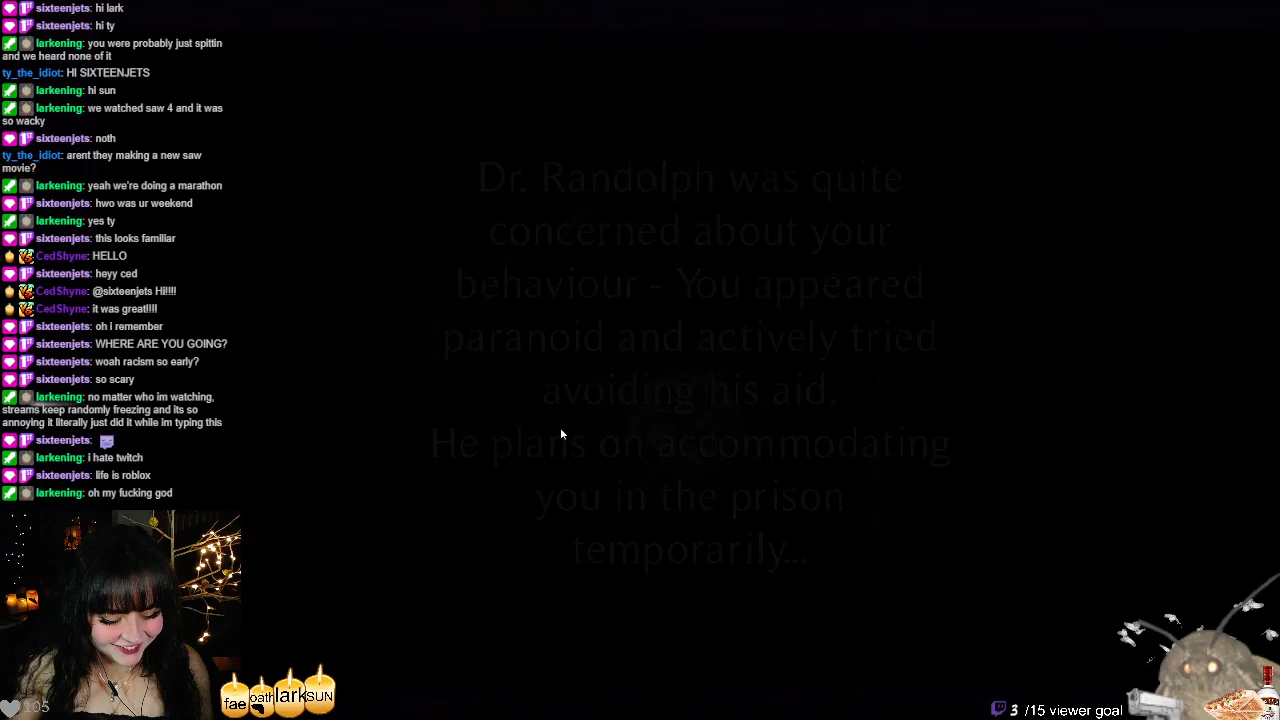 sixteenjets: hi lark
sixteenjets: hi ty
larkening: you were probably just spittin
and we heard none of it
ty_the_idiot: HI SIXTEENJETS
larkening: hi sun
larkening: we watched saw 4 and it was
so wacky
sixteenjets: noth
ty_the_idiot: arent they making a new saw
movie?
larkening: yeah we're doing a marathon
sixteenjets: hwo was ur weekend
larkening: yes ty
sixteenjets: this looks familiar
CedShyne: HELLO
sixteenjets: heyy ced
CedShyne: @sixteenjets Hi!!!!
CedShyne: it was great!!!!
sixteenjets: oh i remember
sixteenjets: WHERE ARE YOU GOING?
sixteenjets: woah racism so early?
sixteenjets: so scary
larkening: no matter who im watching,
streams keep randomly freezing and its so
annoying it literally just did it while im typing this
sixteenjets:
larkening: i hate twitch
sixteenjets: life is roblox
larkening: oh my fucking god
Dr. Randolph was quite
concerned about your
behaviour - You appeared
paranoid and actively tried
avoiding his aid.
He plans on accommodating
you in the prison
temporarily...
105
fae
oath
lark
SUN
3 /15 viewer goal